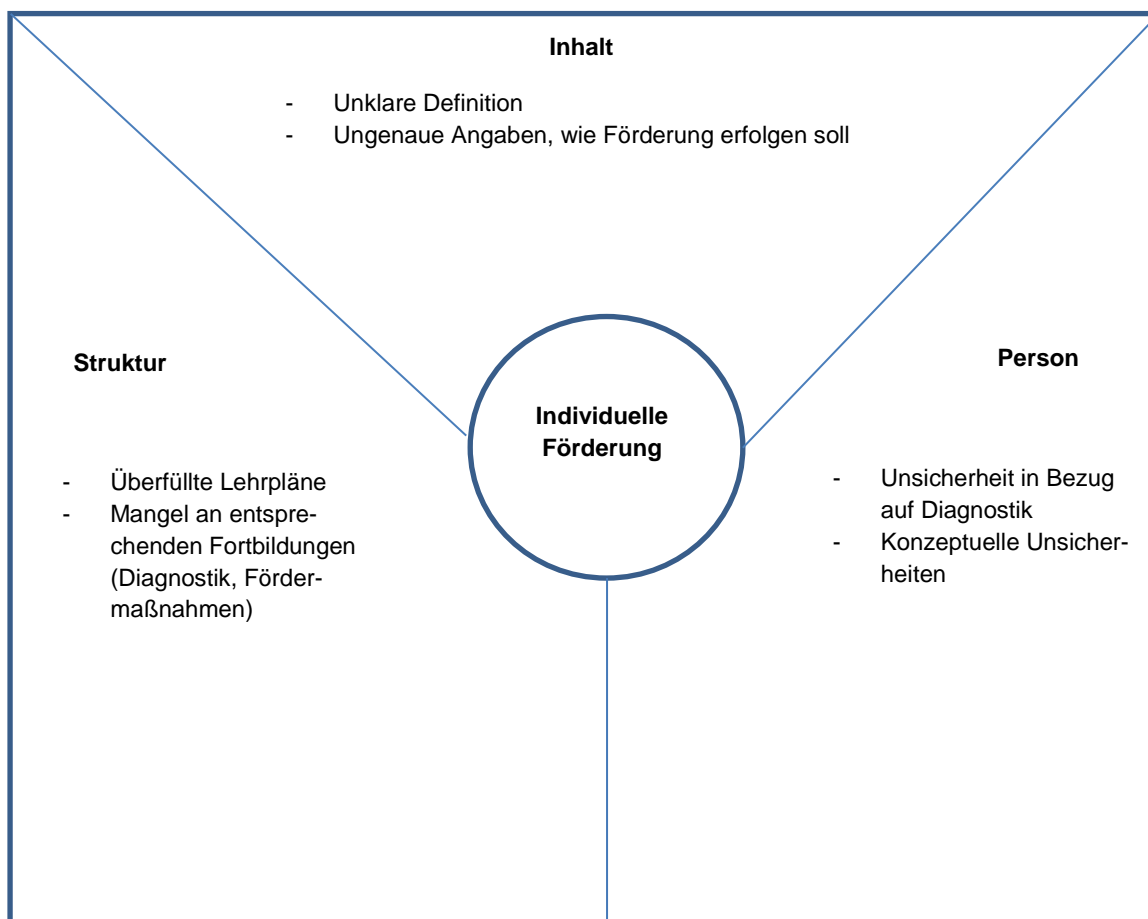 Inhalt
- Unklare Definition
- Ungenaue Angaben, wie Förderung erfolgen soll
Struktur
- Überfüllte Lehrpläne
- Mangel an entspre-
chenden Fortbildungen
(Diagnostik, Förder-
maßnahmen)
Individuelle
Förderung
Person
- Unsicherheit in Bezug
auf Diagnostik
- Konzeptuelle Unsicher-
heiten